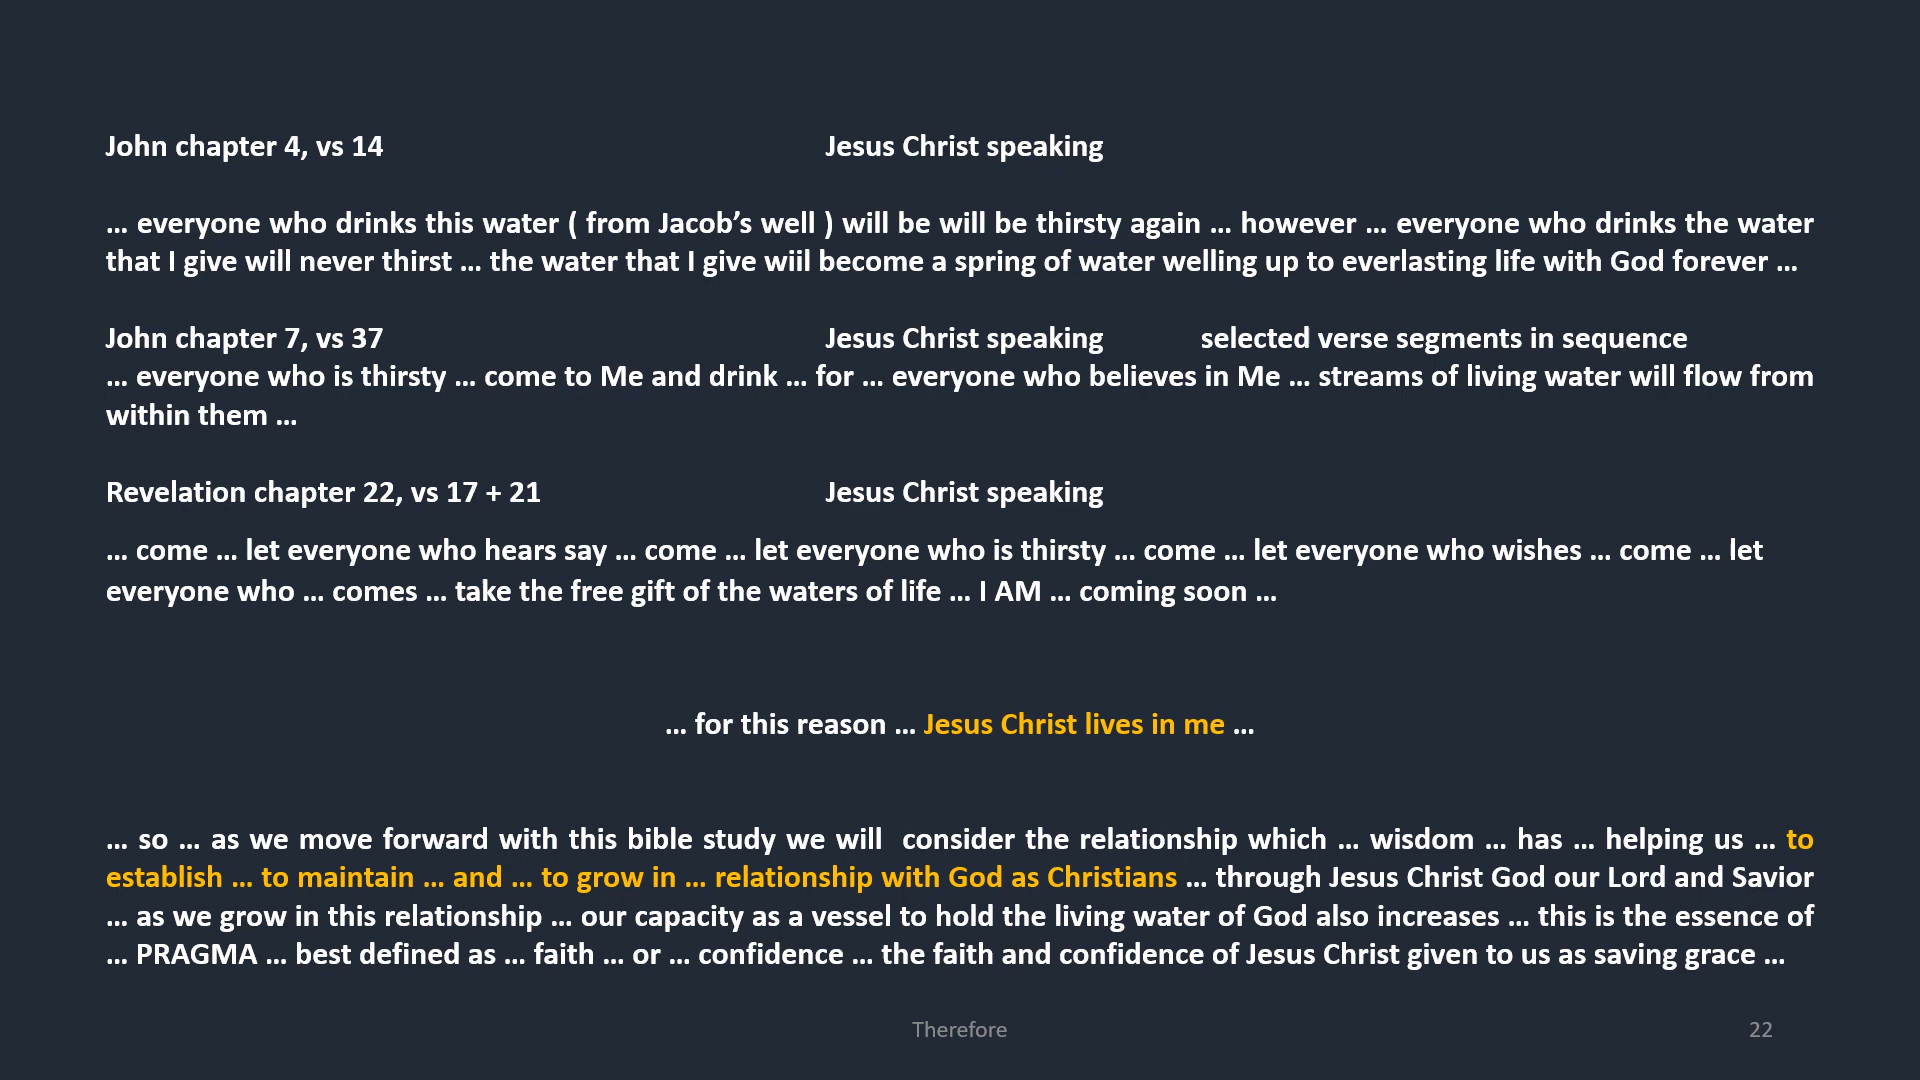 John chapter 4, vs 14 Jesus Christ speaking
… everyone who drinks this water ( from Jacob’s well ) will be will be thirsty again … however … everyone who drinks the water
that I give will never thirst … the water that I give wiil become a spring of water welling up to everlasting life with God forever …
John chapter 7, vs 37 Jesus Christ speaking selected verse segments in sequence
… everyone who is thirsty … come to Me and drink … for … everyone who believes in Me … streams of living water will flow from
within them …
Revelation chapter 22, vs 17 + 21 Jesus Christ speaking
… come … let everyone who hears say … come … let everyone who is thirsty … come … let everyone who wishes … come … let
everyone who … comes … take the free gift of the waters of life … I AM … coming soon …
… for this reason … Jesus Christ lives in me …
… so … as we move forward with this bible study we will consider the relationship which … wisdom … has … helping us … to
establish … to maintain … and … to grow in … relationship with God as Christians … through Jesus Christ God our Lord and Savior
… as we grow in this relationship … our capacity as a vessel to hold the living water of God also increases … this is the essence of
… PRAGMA … best defined as … faith … or … confidence … the faith and confidence of Jesus Christ given to us as saving grace …
Therefore 22